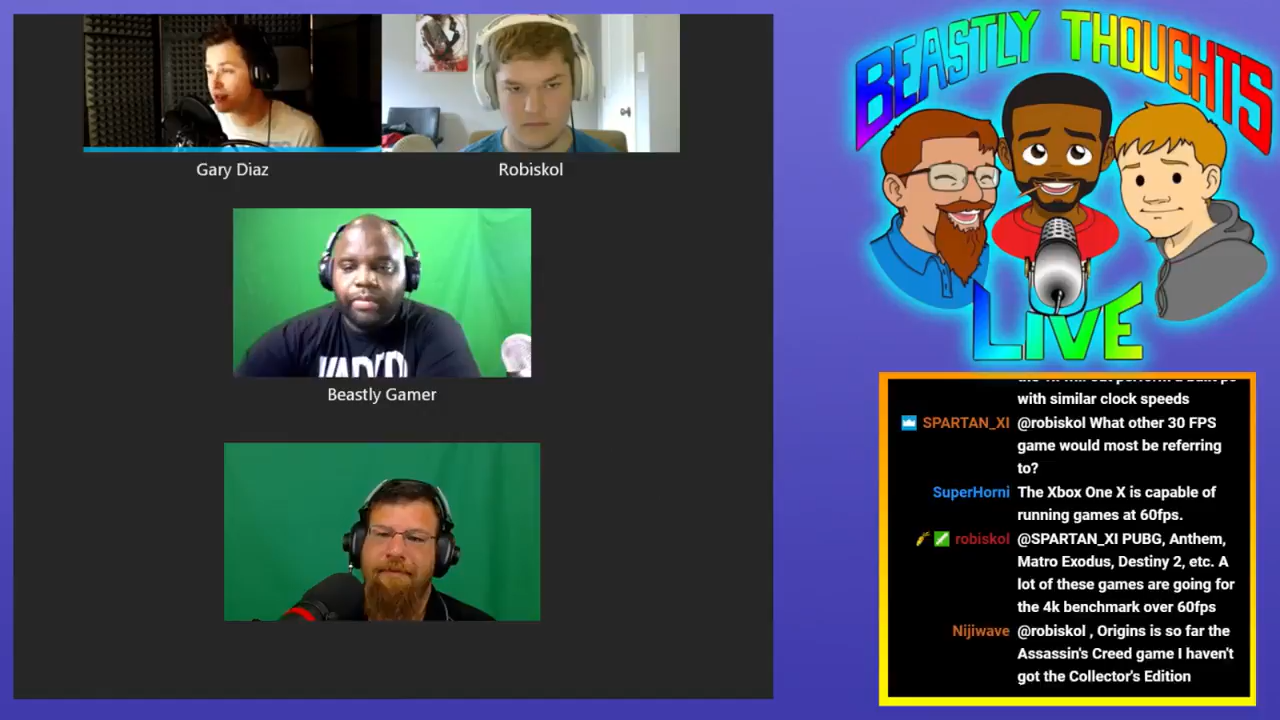 Gary Diaz
Robiskol
Beastly Gamer
BEASTLY THOUGHTS
LIVE
with similar clock speeds
SPARTAN_XI @robiskol What other 30 FPS
game would most be referring
to?
SuperHorni The Xbox One X is capable of
running games at 60fps.
robiskol @SPARTAN_XI PUBG, Anthem,
Matro Exodus, Destiny 2, etc. A
lot of these games are going for
the 4k benchmark over 60fps
Nijiwave @robiskol , Origins is so far the
Assassin's Creed game I haven't
got the Collector's Edition